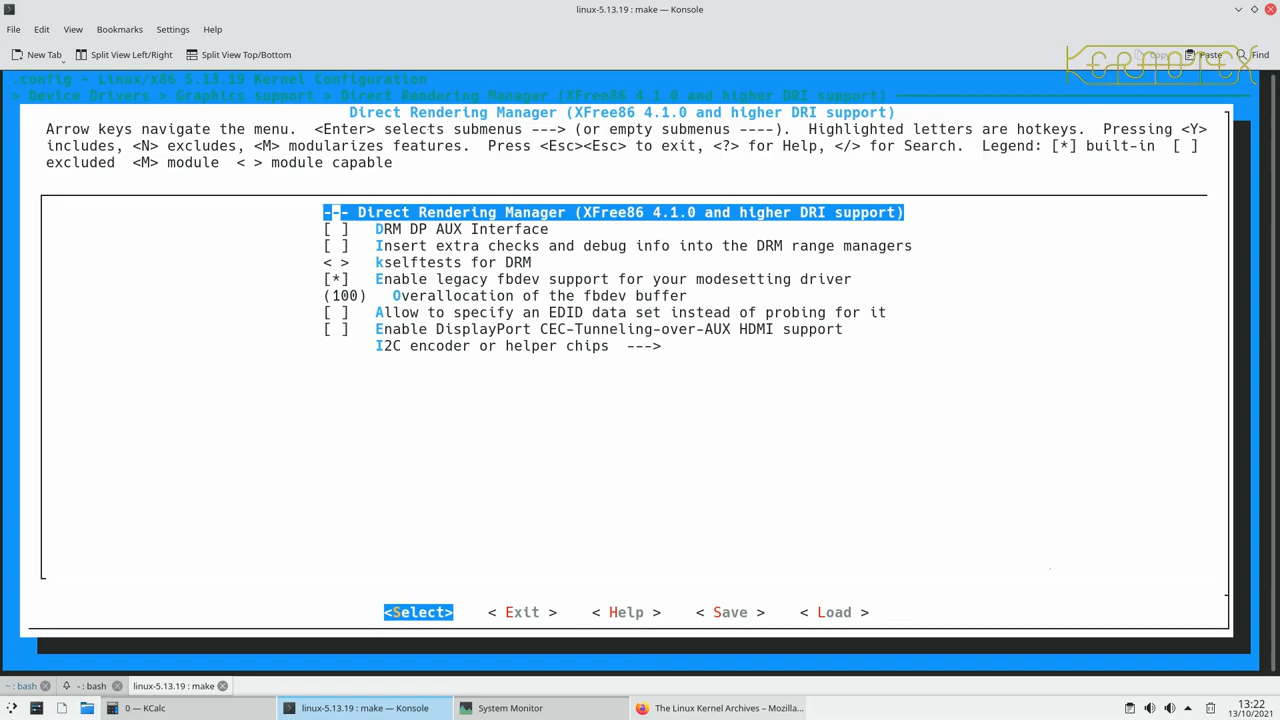 linux-5.13.19 : make — Konsole
File Edit View Bookmarks Settings Help
New Tab Split View Left/Right Split View Top/Bottom Copy Paste Find
KERAPTEX
.config - Linux/x86 5.13.19 Kernel Configuration
> Device Drivers > Graphics support > Direct Rendering Manager (XFree86 4.1.0 and higher DRI support)
Direct Rendering Manager (XFree86 4.1.0 and higher DRI support)
Arrow keys navigate the menu. <Enter> selects submenus ---> (or empty submenus ----). Highlighted letters are hotkeys. Pressing <Y>
includes, <N> excludes, <M> modularizes features. Press <Esc><Esc> to exit, <?> for Help, </> for Search. Legend: [*] built-in [ ]
excluded <M> module < > module capable
--- Direct Rendering Manager (XFree86 4.1.0 and higher DRI support)
[ ] DRM DP AUX Interface
[ ] Insert extra checks and debug info into the DRM range managers
< > kselftests for DRM
[*] Enable legacy fbdev support for your modesetting driver
(100) Overallocation of the fbdev buffer
[ ] Allow to specify an EDID data set instead of probing for it
[ ] Enable DisplayPort CEC-Tunneling-over-AUX HDMI support
I2C encoder or helper chips --->
<Select> < Exit > < Help > < Save > < Load >
~ : bash - : bash linux-5.13.19 : make
0 — KCalc linux-5.13.19 : make — Konsole System Monitor The Linux Kernel Archives – Mozilla...
13:22
13/10/2021